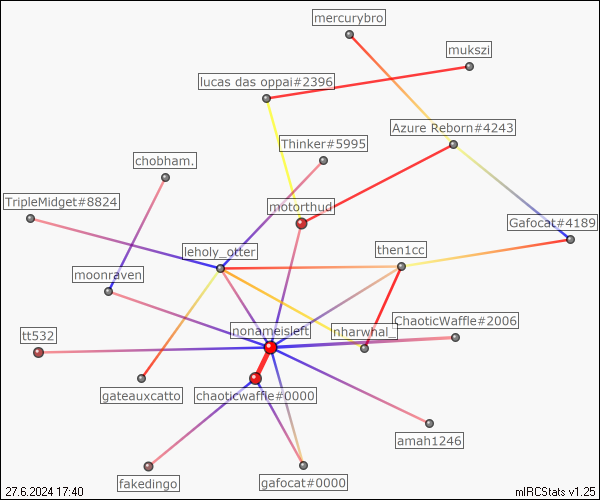 mercurybro
mukszi
lucas das oppai#2396
Azure Reborn#4243
Thinker#5995
chobham.
TripleMidget#8824
motorthud
Gafocat#4189
leholy_otter
then1cc
moonraven
ChaoticWaffle#2006
nonameisleft
nharwhal_
tt532
gateauxcatto
chaoticwaffle#0000
amah1246
fakedingo
gafocat#0000
27.6.2024 17:40
mIRCStats v1.25